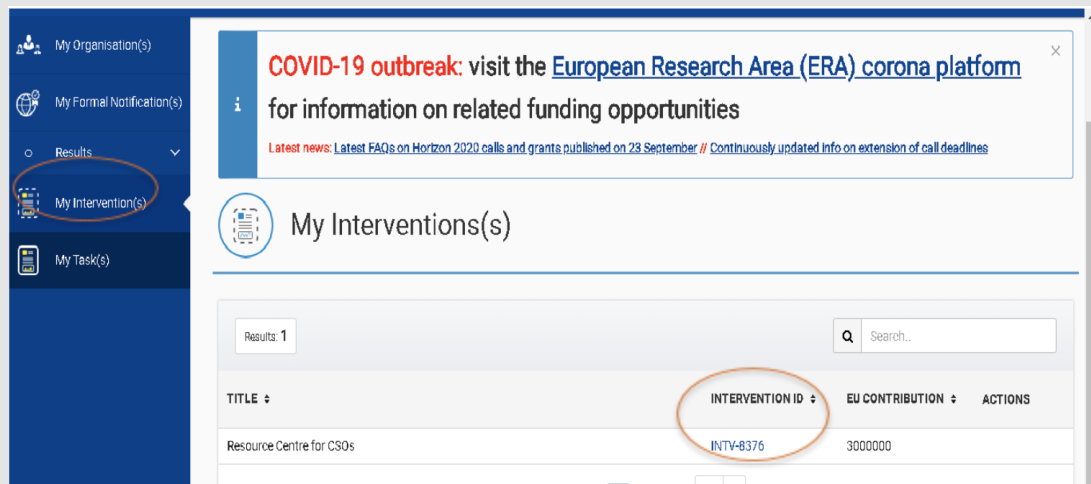 My Organisation(s)
My Formal Notification(s)
Results
My Intervention(s)
My Task(s)
COVID-19 outbreak: visit the European Research Area (ERA) corona platform
for information on related funding opportunities
Latest news: Latest FAQs on Horizon 2020 calls and grants published on 23 September // Continuously updated info on extension of call deadlines
My Interventions(s)
Results: 1
Search..
TITLE INTERVENTION ID EU CONTRIBUTION ACTIONS
Resource Centre for CSOs INTV-8376 3000000